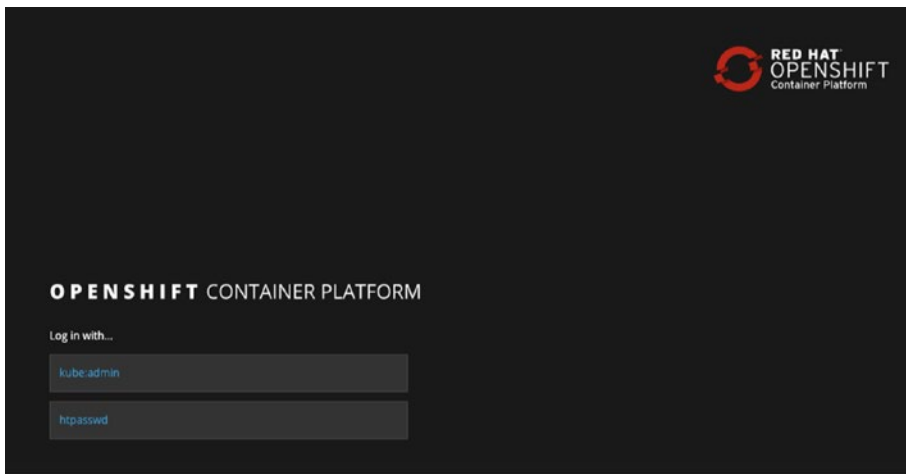 RED HAT
OPENSHIFT
Container Platform
OPENSHIFT CONTAINER PLATFORM
Log in with...
kube:admin
htpasswd